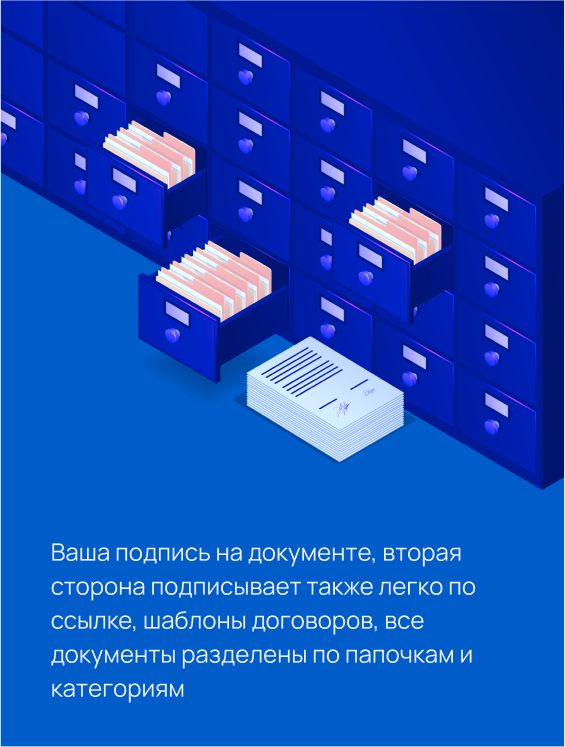 Ваша подпись на документе, вторая
сторона подписывает также легко по
ссылке, шаблоны договоров, все
документы разделены по папочкам и
категориям